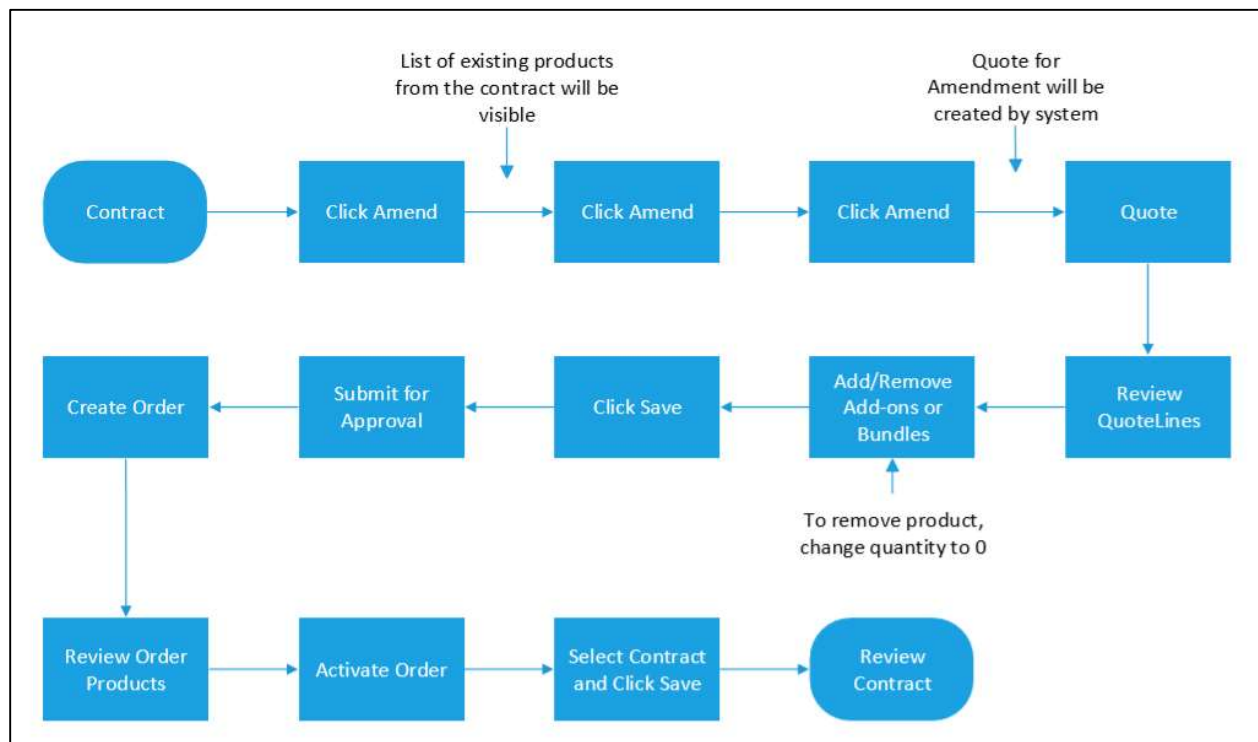 List of existing products
from the contract will be
visible
Quote for
Amendment will be
created by system
Contract
Click Amend
Click Amend
Click Amend
Quote
Review
QuoteLines
Add/Remove
Add-ons or
Bundles
To remove product,
change quantity to 0
Click Save
Submit for
Approval
Create Order
Review Order
Products
Activate Order
Select Contract
and Click Save
Review
Contract